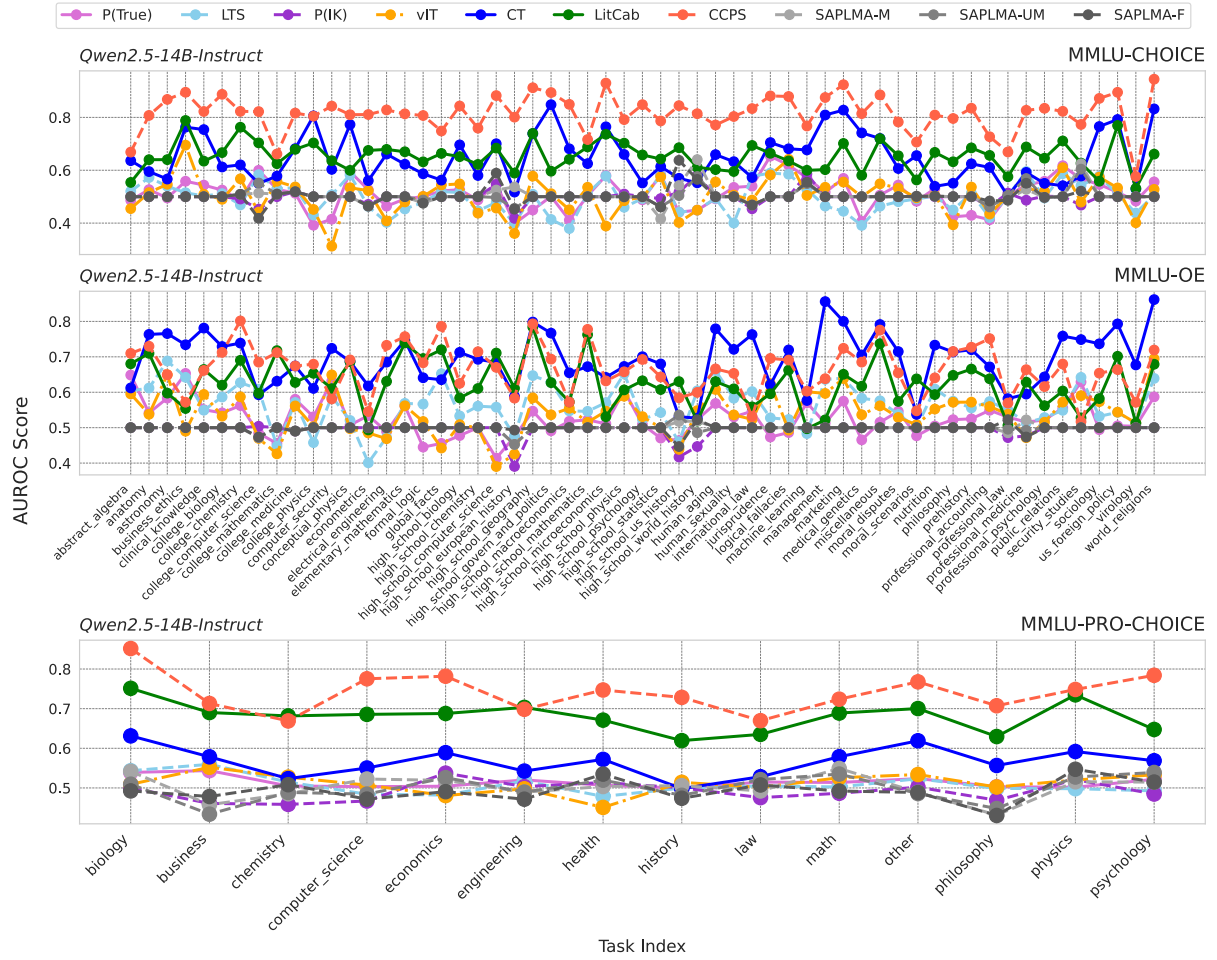 P(True) LTS P(IK) vIT CT LitCab CCPS SAPLMA-M SAPLMA-UM SAPLMA-F
Qwen2.5-14B-Instruct MMLU-CHOICE
0.8
0.6
0.4
Qwen2.5-14B-Instruct MMLU-OE
0.8
0.7
0.6
0.5
0.4
AUROC Score
abstract_algebra
anatomy
astronomy
business_ethics
clinical_knowledge
college_biology
college_chemistry
college_computer_science
college_mathematics
college_medicine
college_physics
computer_security
conceptual_physics
econometrics
electrical_engineering
elementary_mathematics
formal_logic
global_facts
high_school_biology
high_school_chemistry
high_school_computer_science
high_school_european_history
high_school_geography
high_school_govern_and_politics
high_school_macroeconomics
high_school_mathematics
high_school_microeconomics
high_school_physics
high_school_psychology
high_school_statistics
high_school_us_history
high_school_world_history
human_aging
human_sexuality
international_law
jurisprudence
logical_fallacies
machine_learning
management
marketing
medical_genetics
miscellaneous
moral_disputes
moral_scenarios
nutrition
philosophy
prehistory
professional_accounting
professional_law
professional_medicine
professional_psychology
public_relations
security_studies
sociology
us_foreign_policy
virology
world_religions
Qwen2.5-14B-Instruct MMLU-PRO-CHOICE
0.8
0.7
0.6
0.5
biology
business
chemistry
computer_science
economics
engineering
health
history
law
math
other
philosophy
physics
psychology
Task Index